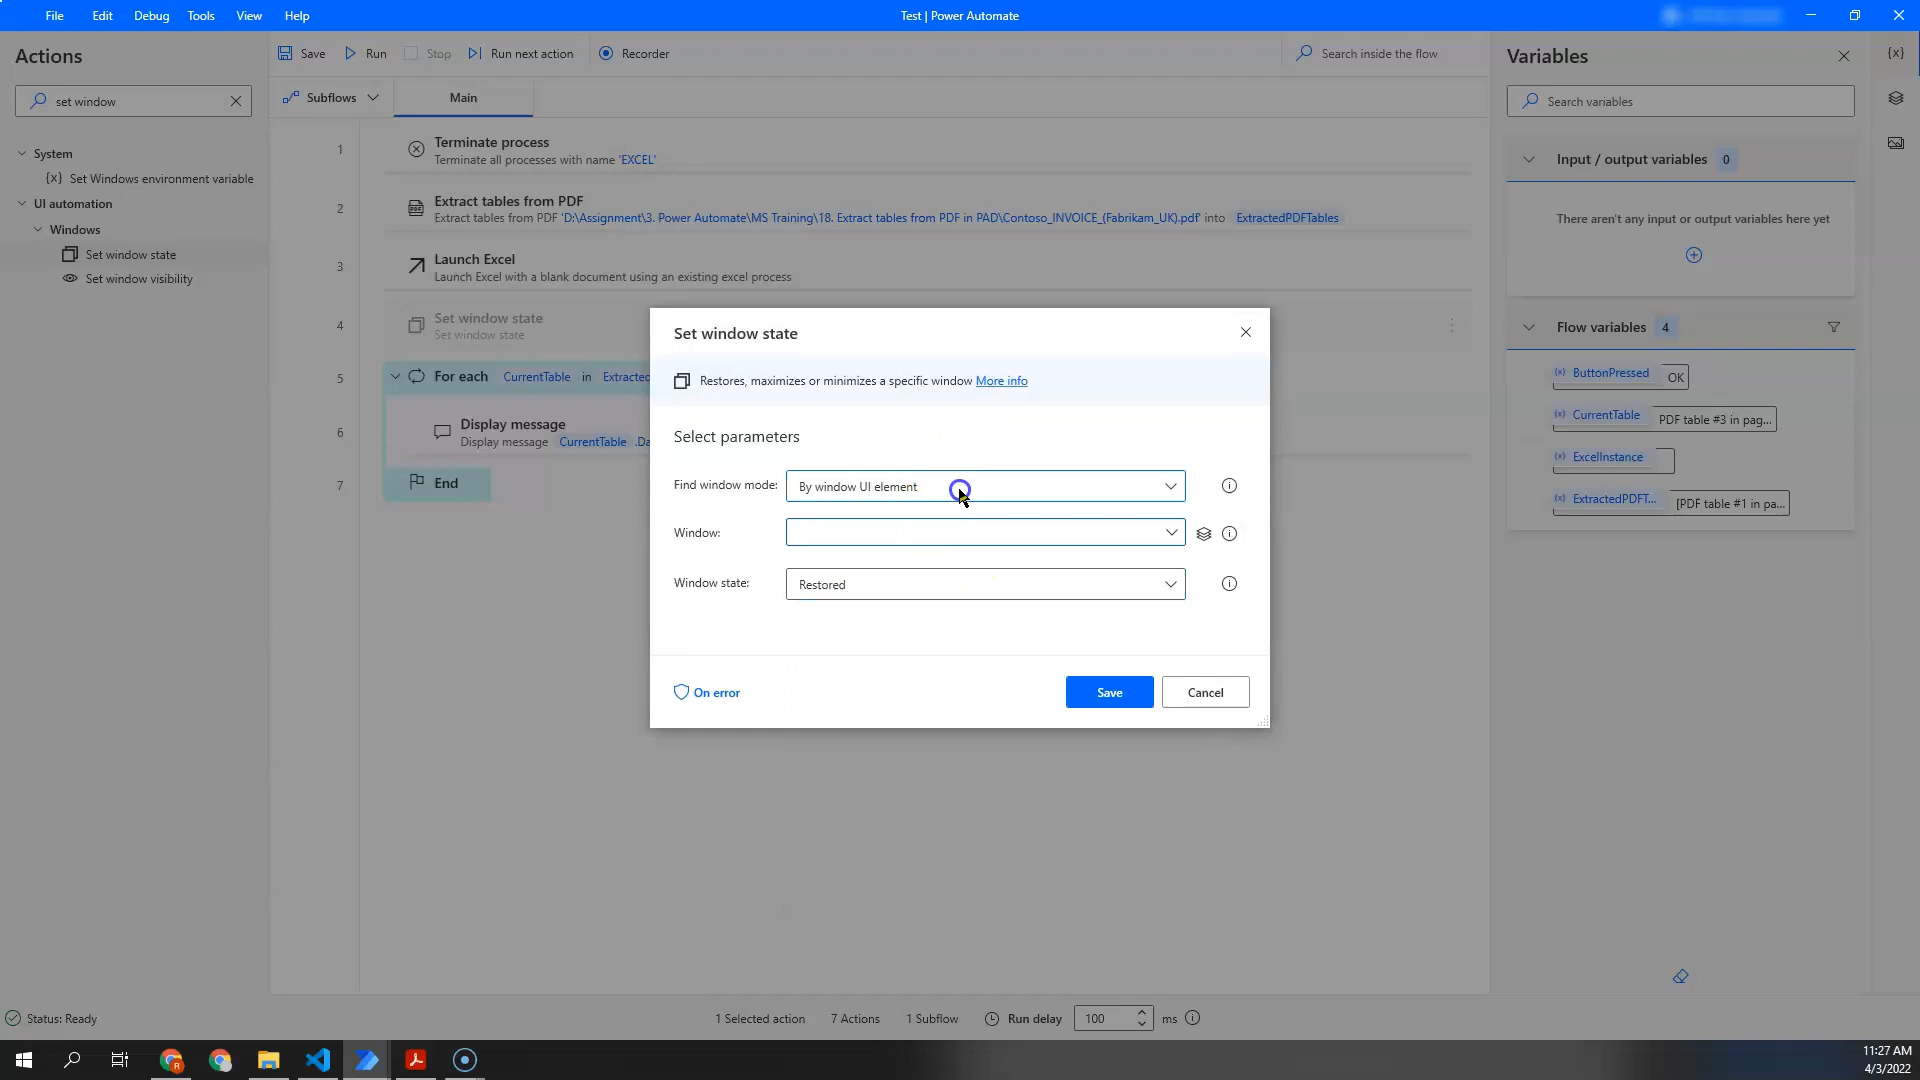 File Edit Debug Tools View Help
Test | Power Automate
Actions
set window
System
{x} Set Windows environment variable
UI automation
Windows
Set window state
Set window visibility
Save Run Stop Run next action Recorder
Search inside the flow
Subflows
Main
1
Terminate process
Terminate all processes with name 'EXCEL'
2
Extract tables from PDF
Extract tables from PDF 'D:\Assignment\3. Power Automate\MS Training\18. Extract tables from PDF in PAD\Contoso_INVOICE_(Fabrikam_UK).pdf' into ExtractedPDFTables
3
Launch Excel
Launch Excel with a blank document using an existing excel process
4
Set window state
Set window state
5
For each CurrentTable in Extracted
6
Display message
Display message CurrentTable .Da
7
End
Set window state
Restores, maximizes or minimizes a specific window More info
Select parameters
Find window mode: By window UI element
Window:
Window state: Restored
On error
Save Cancel
Variables
{x}
Search variables
Input / output variables 0
There aren't any input or output variables here yet
Flow variables 4
(x) ButtonPressed OK
(x) CurrentTable PDF table #3 in pag...
(x) ExcelInstance
(x) ExtractedPDFT... [PDF table #1 in pa...
Status: Ready
1 Selected action 7 Actions 1 Subflow Run delay 100 ms
11:27 AM
4/3/2022